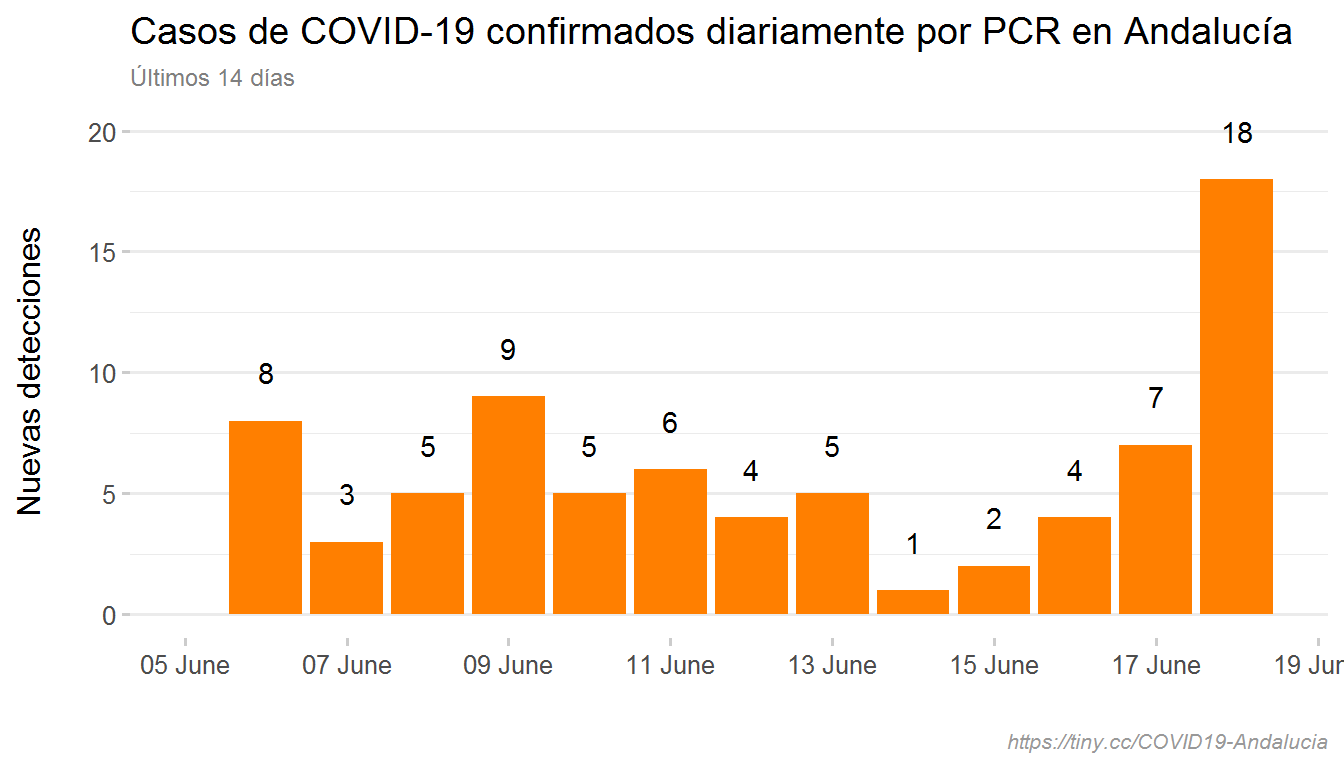 Casos de COVID-19 confirmados diariamente por PCR en Andalucía
Últimos 14 días
Nuevas detecciones
20
15
10
5
0
8
3
5
9
5
6
4
5
1
2
4
7
18
05 June
07 June
09 June
11 June
13 June
15 June
17 June
19 Jun
https://tiny.cc/COVID19-Andalucia